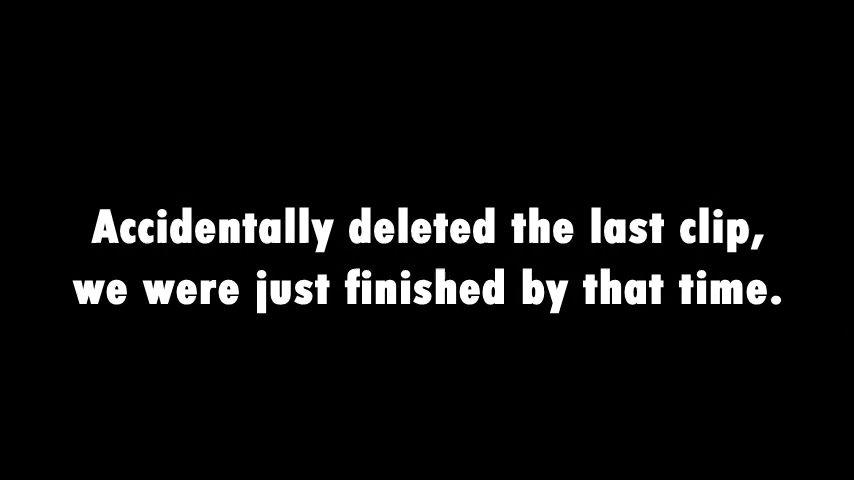 Accidentally deleted the last clip,
we were just finished by that time.